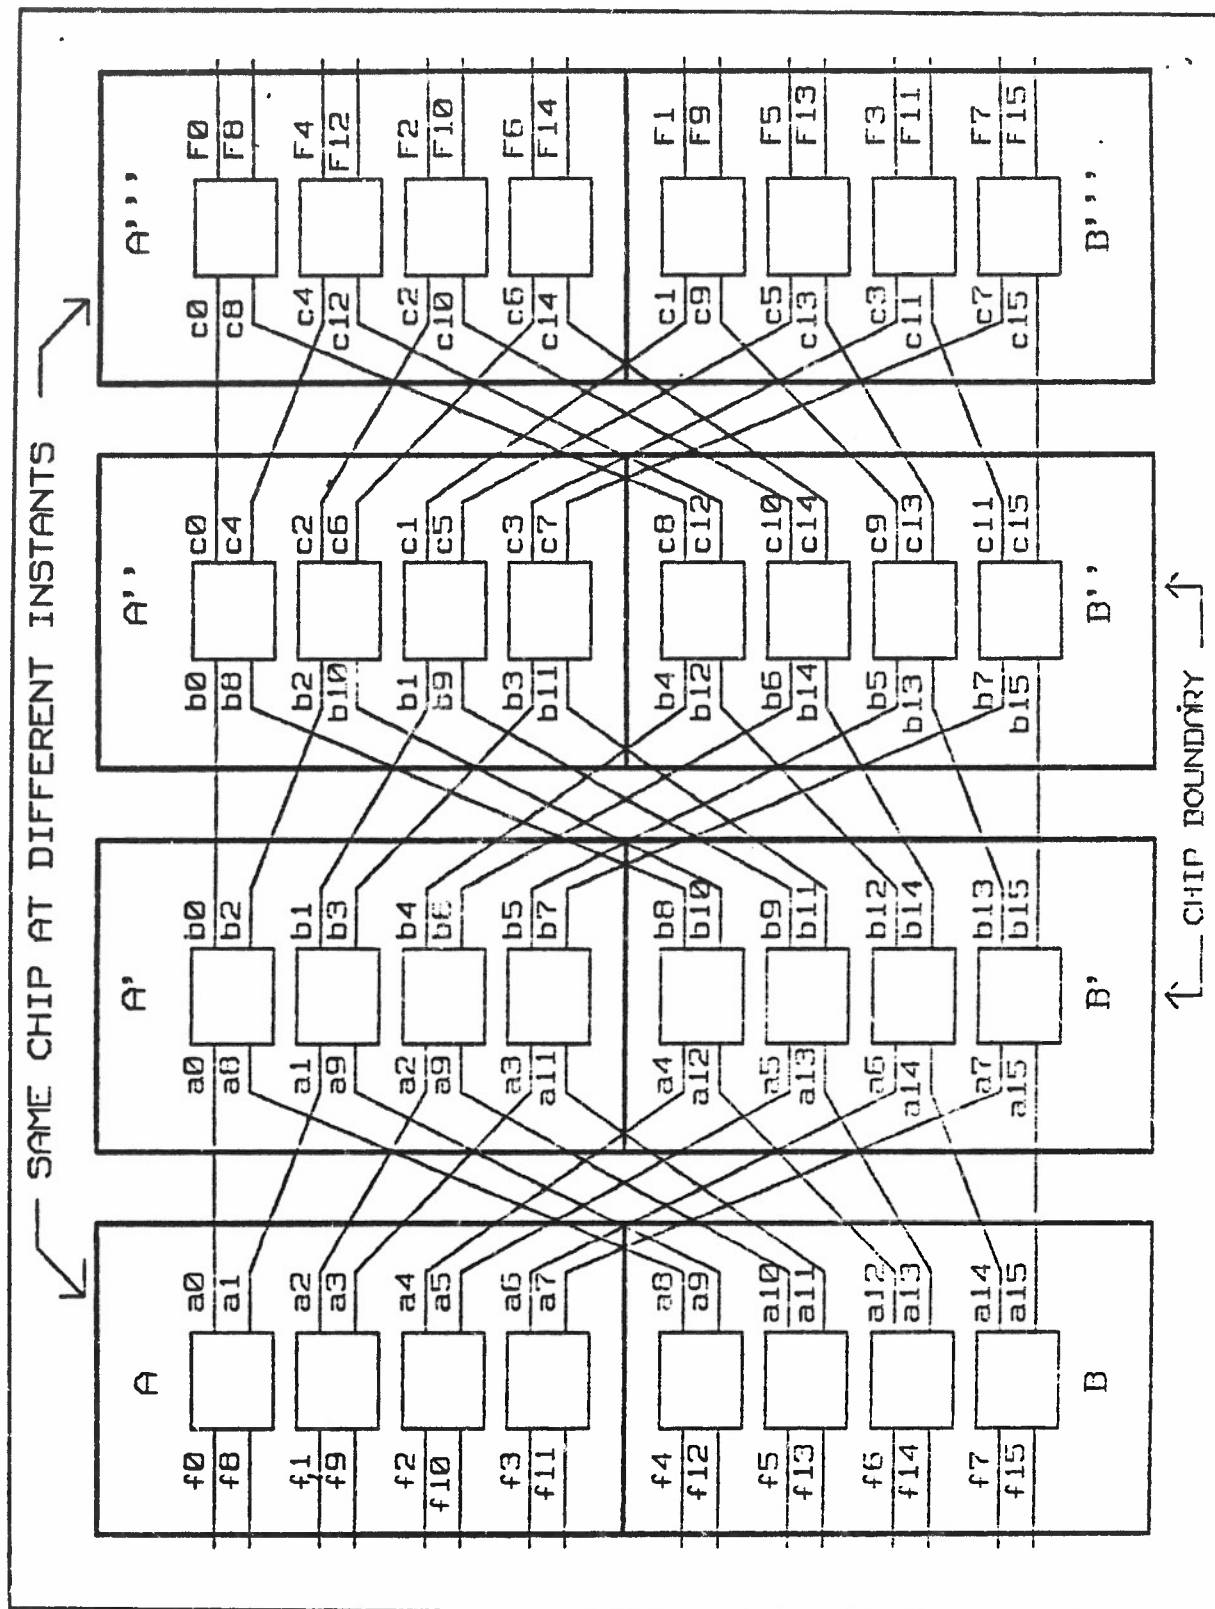 SAME CHIP AT DIFFERENT INSTANTS
A A' A'' A'''
f0 a0 a0 b0 b0 c0 c0 F0
f8 a1 a8 b2 b8 c4 c8 F8
f1 a2 a1 b1 b2 c2 c4 F4
f9 a3 a9 b3 b10 c6 c12 F12
f2 a4 a2 b4 b1 c1 c2 F2
f10 a5 a9 b6 b9 c5 c10 F10
f3 a6 a3 b5 b3 c3 c6 F6
f11 a7 a11 b7 b11 c7 c14 F14
f4 a8 a4 b8 b4 c8 c1 F1
f12 a9 a12 b10 b12 c12 c9 F9
f5 a10 a5 b9 b6 c10 c5 F5
f13 a11 a13 b11 b14 c14 c13 F13
f6 a12 a6 b12 b5 c9 c3 F3
f14 a13 a14 b14 b13 c13 c11 F11
f7 a14 a7 b13 b7 c11 c7 F7
f15 a15 a15 b15 b15 c15 c15 F15
B B' B'' B'''
CHIP BOUNDARY